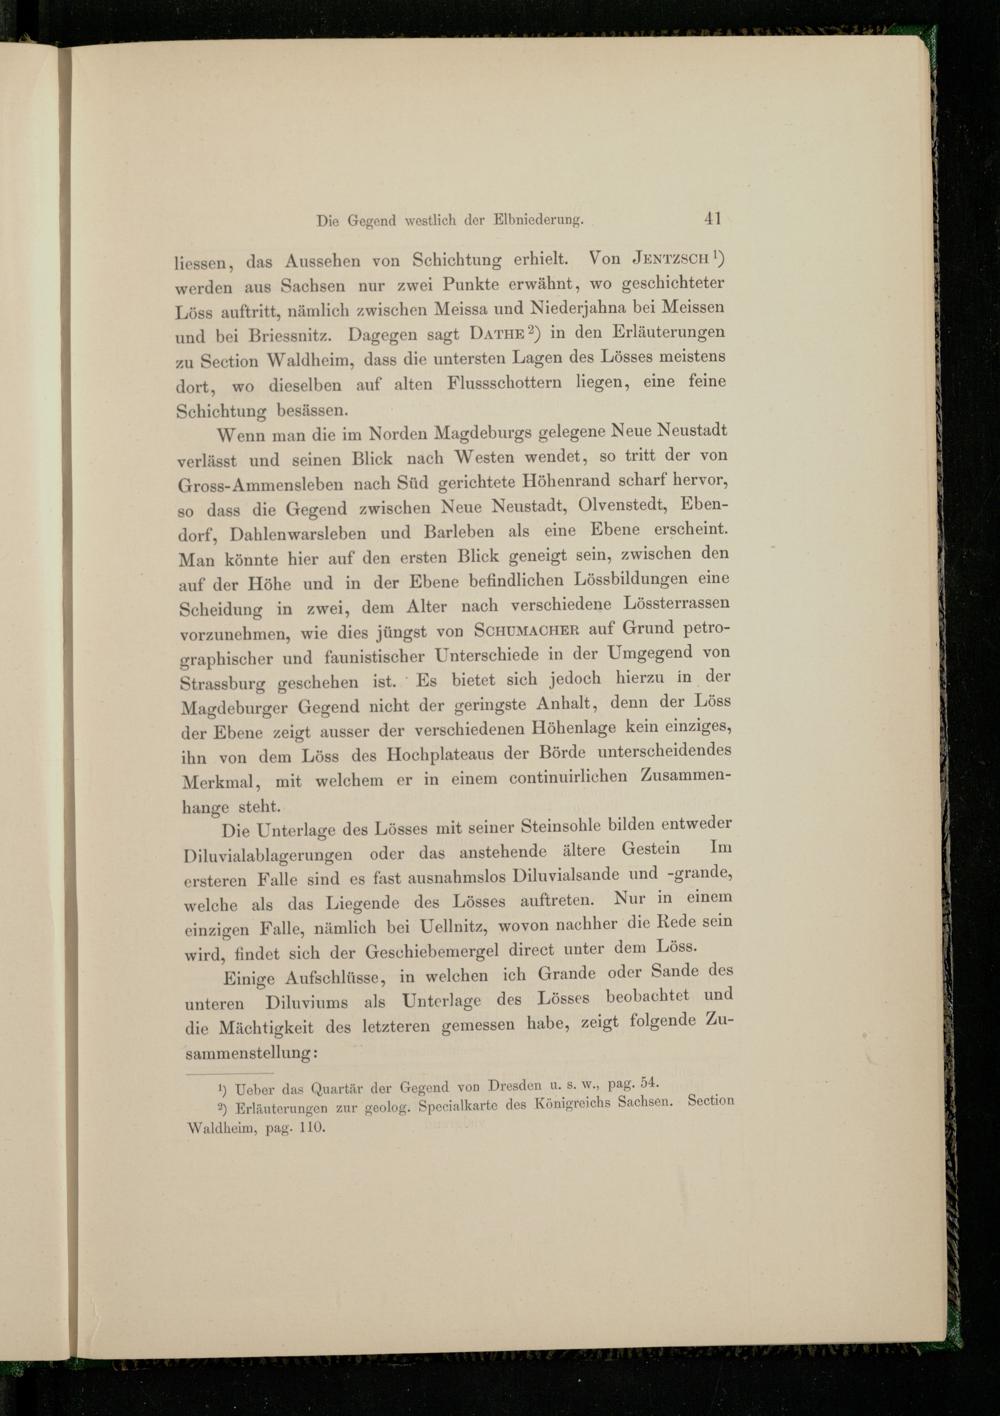 Die Gegend westlich der Elbniederung. 41
liessen, das Aussehen von Schichtung erhielt. Von JENTZSCH ¹)
werden aus Sachsen nur zwei Punkte erwähnt, wo geschichteter
Löss auftritt, nämlich zwischen Meissa und Niederjahna bei Meissen
und bei Briessnitz. Dagegen sagt DATHE ²) in den Erläuterungen
zu Section Waldheim, dass die untersten Lagen des Lösses meistens
dort, wo dieselben auf alten Flussschottern liegen, eine feine
Schichtung besässen.
Wenn man die im Norden Magdeburgs gelegene Neue Neustadt
verlässt und seinen Blick nach Westen wendet, so tritt der von
Gross-Ammensleben nach Süd gerichtete Höhenrand scharf hervor,
so dass die Gegend zwischen Neue Neustadt, Olvenstedt, Eben-
dorf, Dahlenwarsleben und Barleben als eine Ebene erscheint.
Man könnte hier auf den ersten Blick geneigt sein, zwischen den
auf der Höhe und in der Ebene befindlichen Lössbildungen eine
Scheidung in zwei, dem Alter nach verschiedene Lössterrassen
vorzunehmen, wie dies jüngst von SCHUMACHER auf Grund petro-
graphischer und faunistischer Unterschiede in der Umgegend von
Strassburg geschehen ist. Es bietet sich jedoch hierzu in der
Magdeburger Gegend nicht der geringste Anhalt, denn der Löss
der Ebene zeigt ausser der verschiedenen Höhenlage kein einziges,
ihn von dem Löss des Hochplateaus der Börde unterscheidendes
Merkmal, mit welchem er in einem continuirlichen Zusammen-
hange steht.
Die Unterlage des Lösses mit seiner Steinsohle bilden entweder
Diluvialablagerungen oder das anstehende ältere Gestein Im
ersteren Falle sind es fast ausnahmslos Diluvialsande und -grande,
welche als das Liegende des Lösses auftreten. Nur in einem
einzigen Falle, nämlich bei Uellnitz, wovon nachher die Rede sein
wird, findet sich der Geschiebemergel direct unter dem Löss.
Einige Aufschlüsse, in welchen ich Grande oder Sande des
unteren Diluviums als Unterlage des Lösses beobachtet und
die Mächtigkeit des letzteren gemessen habe, zeigt folgende Zu-
sammenstellung:
¹) Ueber das Quartär der Gegend von Dresden u. s. w., pag. 54.
²) Erläuterungen zur geolog. Specialkarte des Königreichs Sachsen. Section
Waldheim, pag. 110.